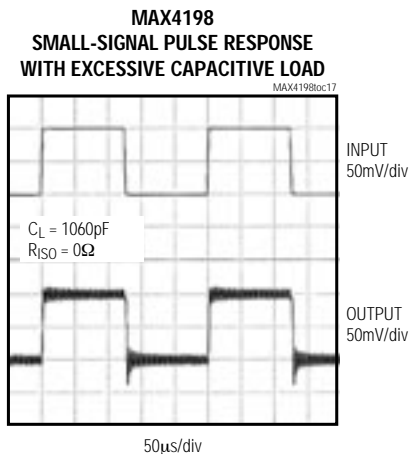 MAX4198
SMALL-SIGNAL PULSE RESPONSE
WITH EXCESSIVE CAPACITIVE LOAD
MAX4198toc17
INPUT
50mV/div
CL = 1060pF
RISO = 0Ω
OUTPUT
50mV/div
50μs/div